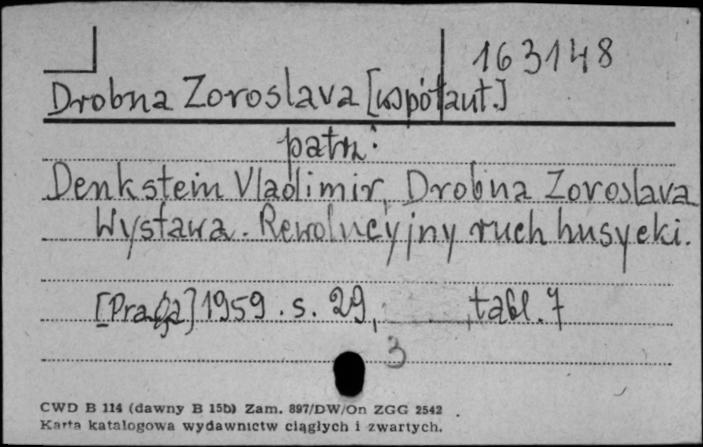 163148
Drobna Zoroslava [współaut.]
patrz:
Denkstein Vladimir, Drobna Zoroslava
Wystawa. Rewolucyjny ruch husycki.
[Praga] 1959. s. 29, tabl. 7
3
CWD B 114 (dawny B 15b) Zam. 897/DW/On ZGG 2542
Karta katalogowa wydawnictw ciągłych i zwartych.